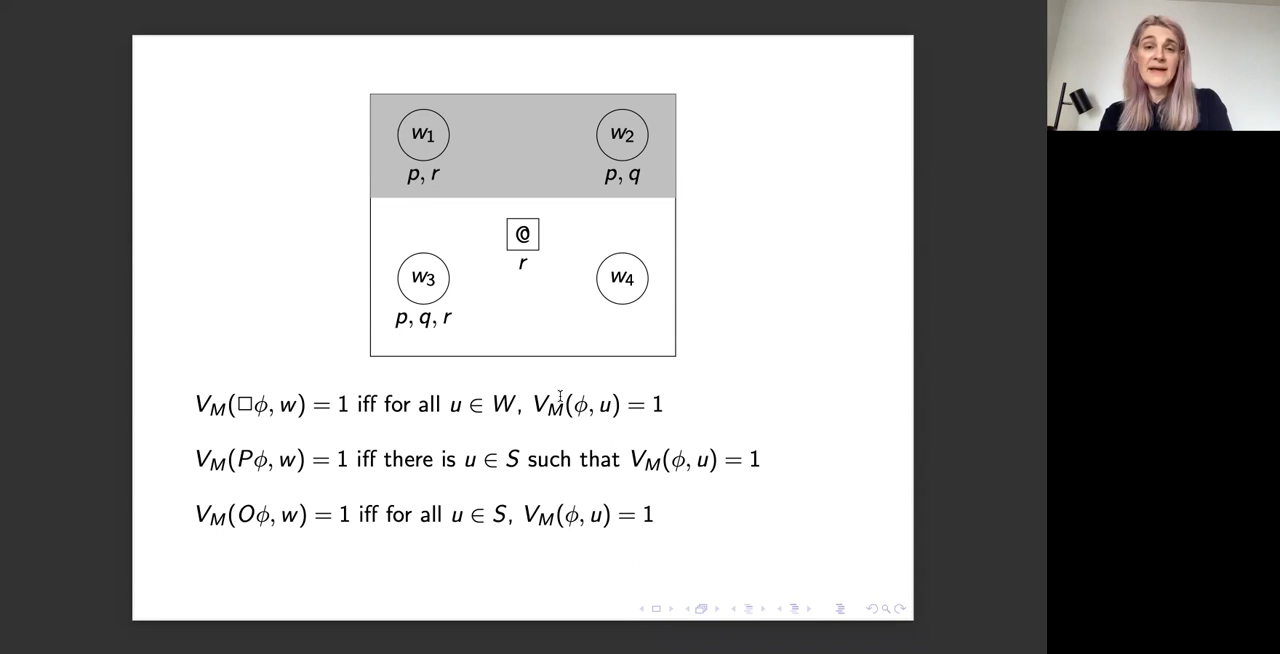 w₁ w₂
p, r p, q
@
r
w₃ w₄
p, q, r
V_M(□ϕ, w) = 1 iff for all u ∈ W, V_M(ϕ, u) = 1
V_M(Pϕ, w) = 1 iff there is u ∈ S such that V_M(ϕ, u) = 1
V_M(Oϕ, w) = 1 iff for all u ∈ S, V_M(ϕ, u) = 1